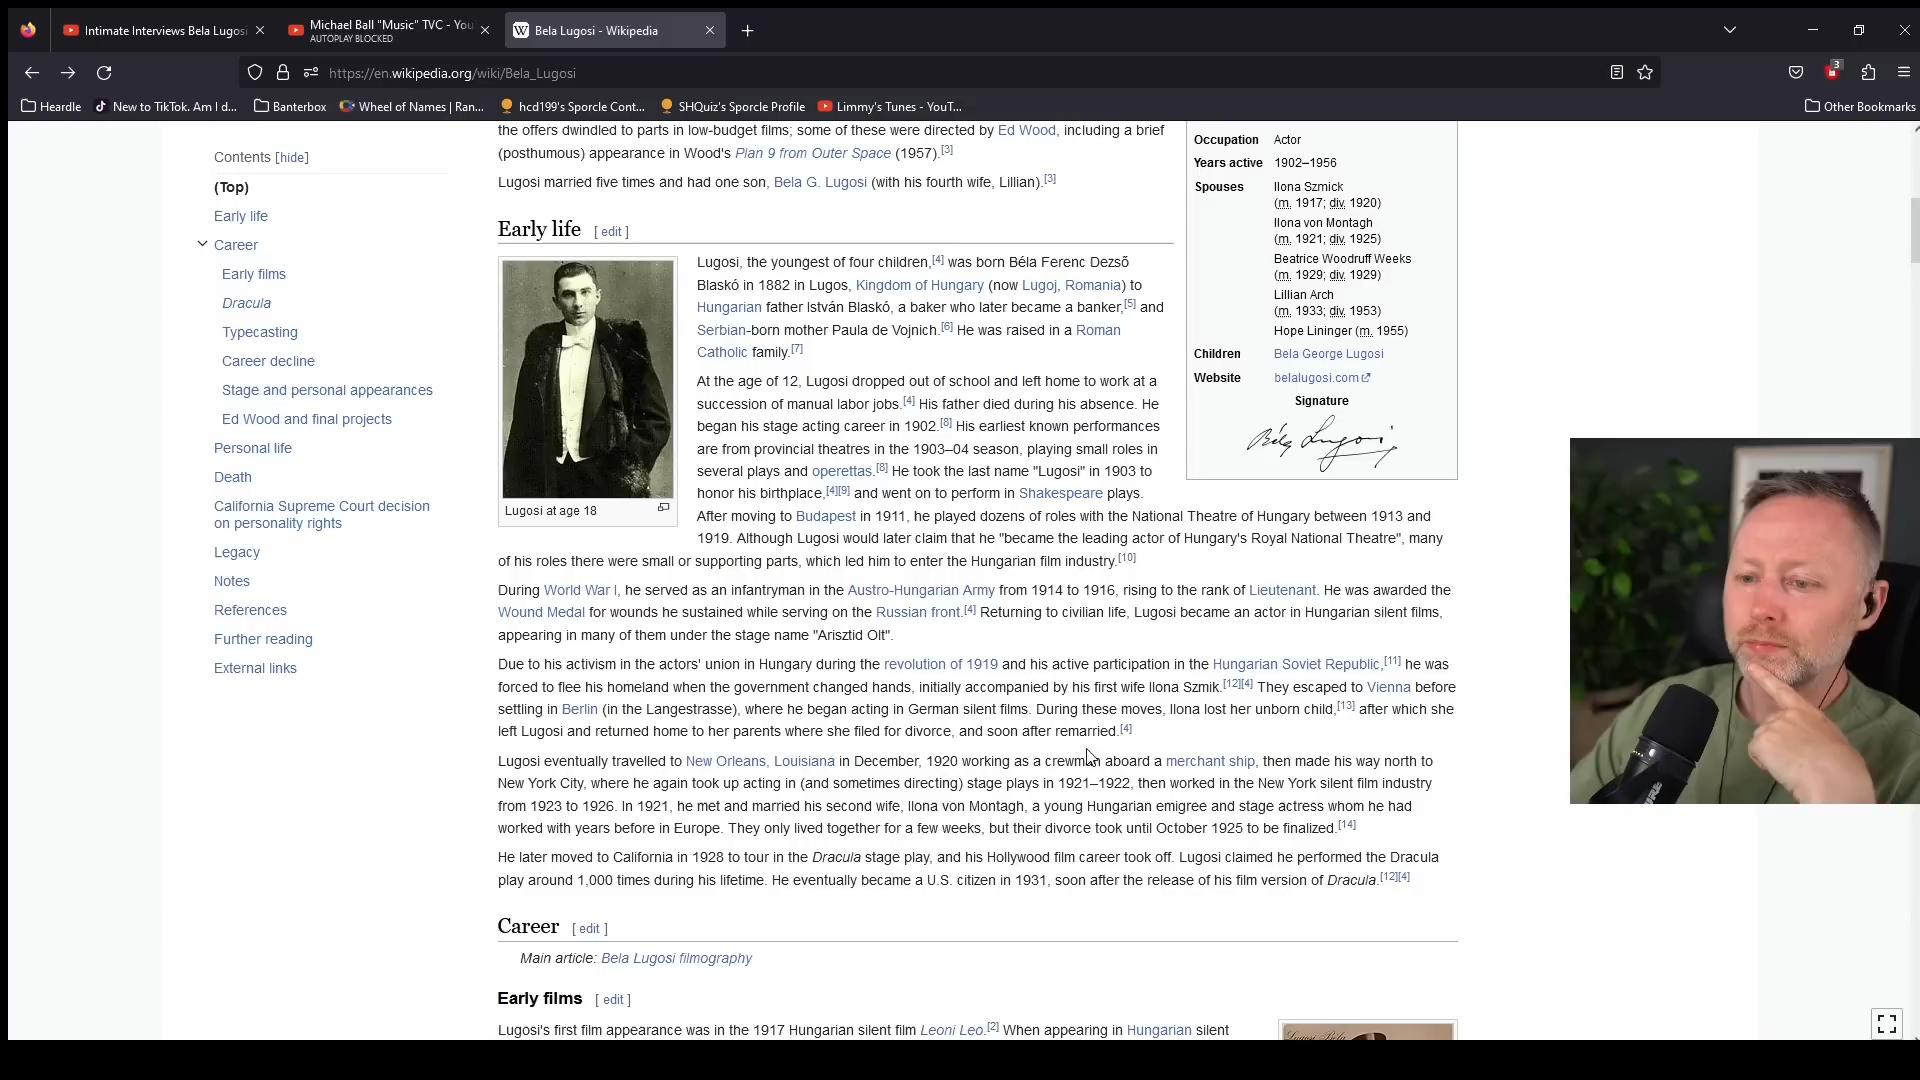 Intimate Interviews Bela Lugosi
Michael Ball "Music" TVC - You
AUTOPLAY BLOCKED
Bela Lugosi - Wikipedia
https://en.wikipedia.org/wiki/Bela_Lugosi
3
Heardle
New to TikTok. Am I d...
Banterbox
Wheel of Names | Ran...
hcd199's Sporcle Cont...
SHQuiz's Sporcle Profile
Limmy's Tunes - YouT...
Other Bookmarks
Contents [hide]
(Top)
Early life
Career
Early films
Dracula
Typecasting
Career decline
Stage and personal appearances
Ed Wood and final projects
Personal life
Death
California Supreme Court decision
on personality rights
Legacy
Notes
References
Further reading
External links
the offers dwindled to parts in low-budget films; some of these were directed by Ed Wood, including a brief
(posthumous) appearance in Wood's Plan 9 from Outer Space (1957).[3]
Lugosi married five times and had one son, Bela G. Lugosi (with his fourth wife, Lillian).[3]
Early life [ edit ]
Lugosi at age 18
Lugosi, the youngest of four children,[4] was born Béla Ferenc Dezső
Blaskó in 1882 in Lugos, Kingdom of Hungary (now Lugoj, Romania) to
Hungarian father István Blaskó, a baker who later became a banker,[5] and
Serbian-born mother Paula de Vojnich.[6] He was raised in a Roman
Catholic family.[7]
At the age of 12, Lugosi dropped out of school and left home to work at a
succession of manual labor jobs.[4] His father died during his absence. He
began his stage acting career in 1902.[8] His earliest known performances
are from provincial theatres in the 1903–04 season, playing small roles in
several plays and operettas.[8] He took the last name "Lugosi" in 1903 to
honor his birthplace,[4][9] and went on to perform in Shakespeare plays.
After moving to Budapest in 1911, he played dozens of roles with the National Theatre of Hungary between 1913 and
1919. Although Lugosi would later claim that he "became the leading actor of Hungary's Royal National Theatre", many
of his roles there were small or supporting parts, which led him to enter the Hungarian film industry.[10]
During World War I, he served as an infantryman in the Austro-Hungarian Army from 1914 to 1916, rising to the rank of Lieutenant. He was awarded the
Wound Medal for wounds he sustained while serving on the Russian front.[4] Returning to civilian life, Lugosi became an actor in Hungarian silent films,
appearing in many of them under the stage name "Arisztid Olt".
Due to his activism in the actors' union in Hungary during the revolution of 1919 and his active participation in the Hungarian Soviet Republic,[11] he was
forced to flee his homeland when the government changed hands, initially accompanied by his first wife Ilona Szmik.[12][4] They escaped to Vienna before
settling in Berlin (in the Langestrasse), where he began acting in German silent films. During these moves, Ilona lost her unborn child,[13] after which she
left Lugosi and returned home to her parents where she filed for divorce, and soon after remarried.[4]
Lugosi eventually travelled to New Orleans, Louisiana in December, 1920 working as a crewman aboard a merchant ship, then made his way north to
New York City, where he again took up acting in (and sometimes directing) stage plays in 1921–1922, then worked in the New York silent film industry
from 1923 to 1926. In 1921, he met and married his second wife, Ilona von Montagh, a young Hungarian emigree and stage actress whom he had
worked with years before in Europe. They only lived together for a few weeks, but their divorce took until October 1925 to be finalized.[14]
He later moved to California in 1928 to tour in the Dracula stage play, and his Hollywood film career took off. Lugosi claimed he performed the Dracula
play around 1,000 times during his lifetime. He eventually became a U.S. citizen in 1931, soon after the release of his film version of Dracula.[12][4]
Career [ edit ]
Main article: Bela Lugosi filmography
Early films [ edit ]
Lugosi's first film appearance was in the 1917 Hungarian silent film Leoni Leo.[2] When appearing in Hungarian silent
Occupation Actor
Years active 1902–1956
Spouses Ilona Szmick
(m. 1917; div. 1920)
Ilona von Montagh
(m. 1921; div. 1925)
Beatrice Woodruff Weeks
(m. 1929; div. 1929)
Lillian Arch
(m. 1933; div. 1953)
Hope Lininger (m. 1955)
Children Bela George Lugosi
Website belalugosi.com
Signature
Béla Lugosi
Lugosi Béla
SHURE